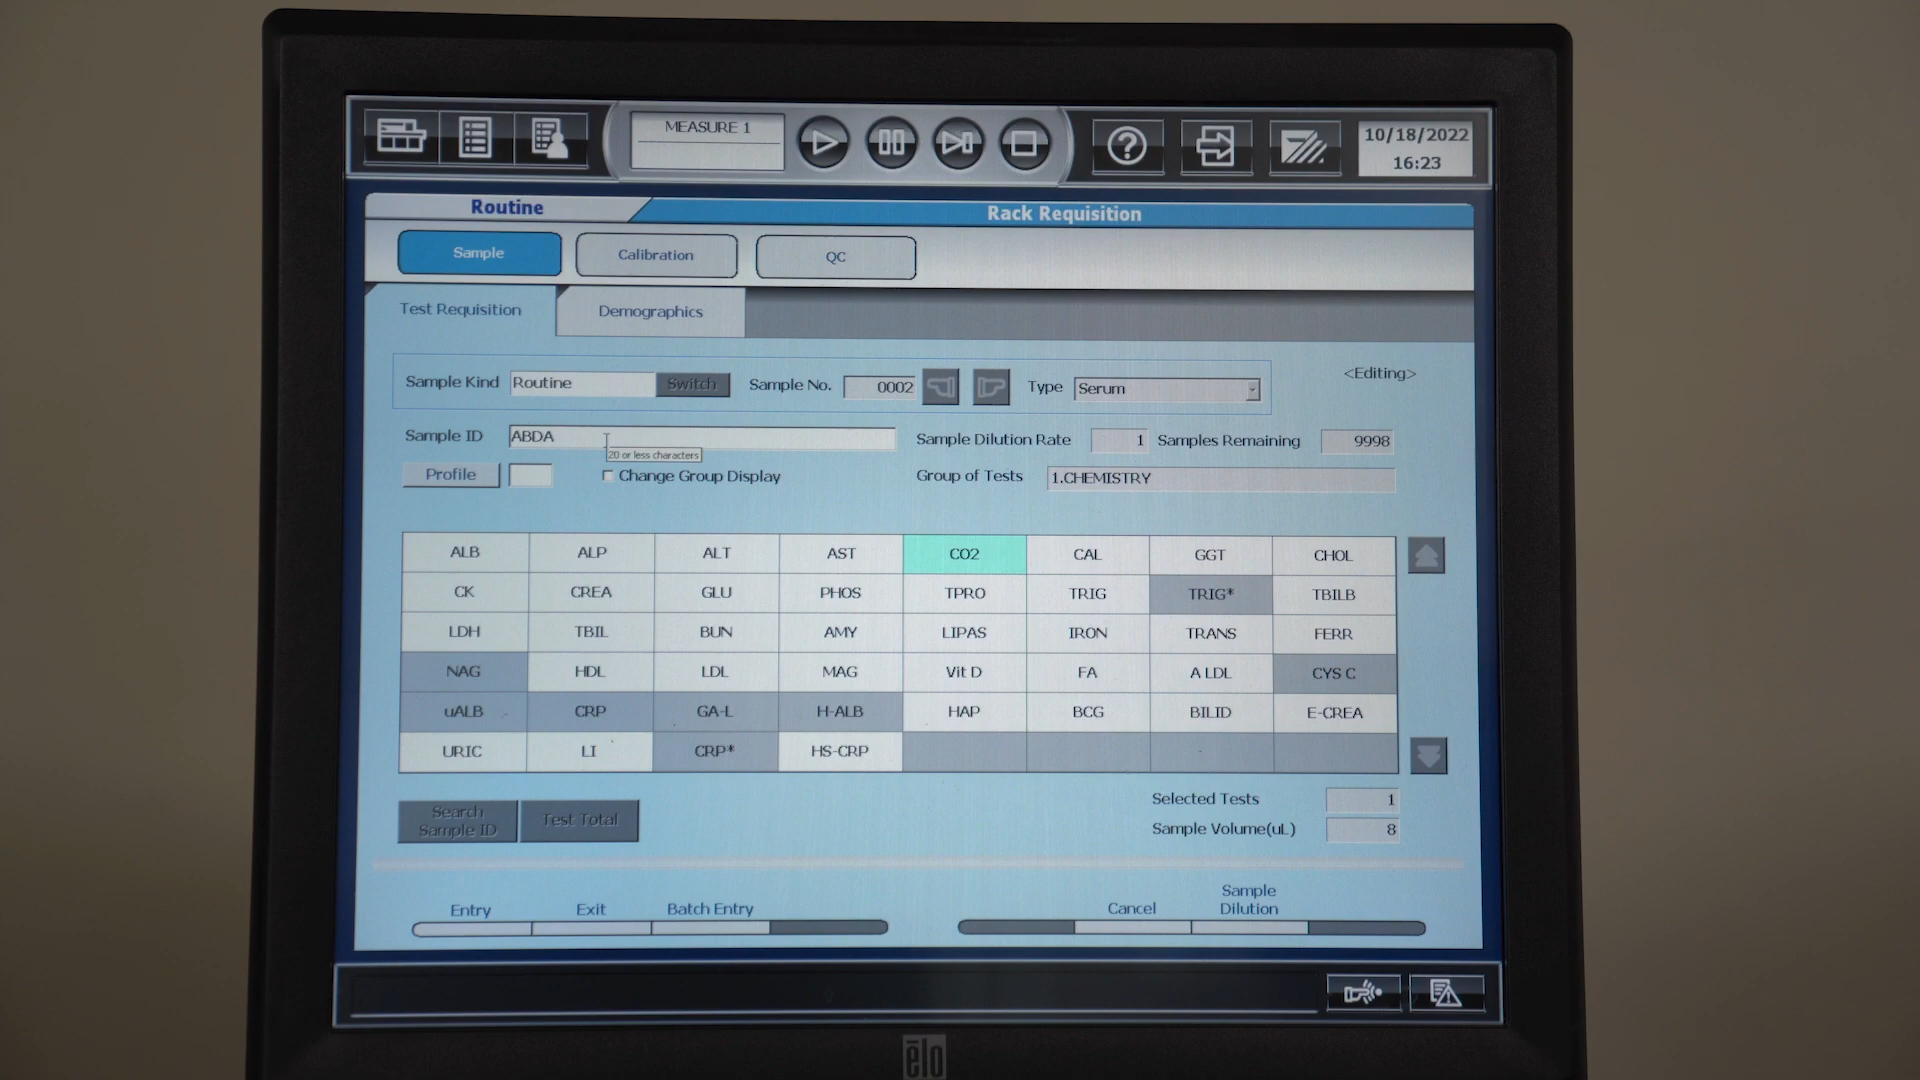 MEASURE 1
10/18/2022
16:23
Routine
Rack Requisition
Sample
Calibration
QC
Test Requisition
Demographics
Sample Kind Routine Switch Sample No. 0002 Type Serum
<Editing>
Sample ID ABDA
20 or less characters
Sample Dilution Rate 1 Samples Remaining 9998
Profile
Change Group Display
Group of Tests 1.CHEMISTRY
ALB ALP ALT AST CO2 CAL GGT CHOL
CK CREA GLU PHOS TPRO TRIG TRIG* TBILB
LDH TBIL BUN AMY LIPAS IRON TRANS FERR
NAG HDL LDL MAG Vit D FA A LDL CYS C
uALB CRP GA-L H-ALB HAP BCG BILID E-CREA
URIC LI CRP* HS-CRP
Search
Sample ID
Test Total
Selected Tests 1
Sample Volume(uL) 8
Entry Exit Batch Entry
Cancel
Sample
Dilution
elo